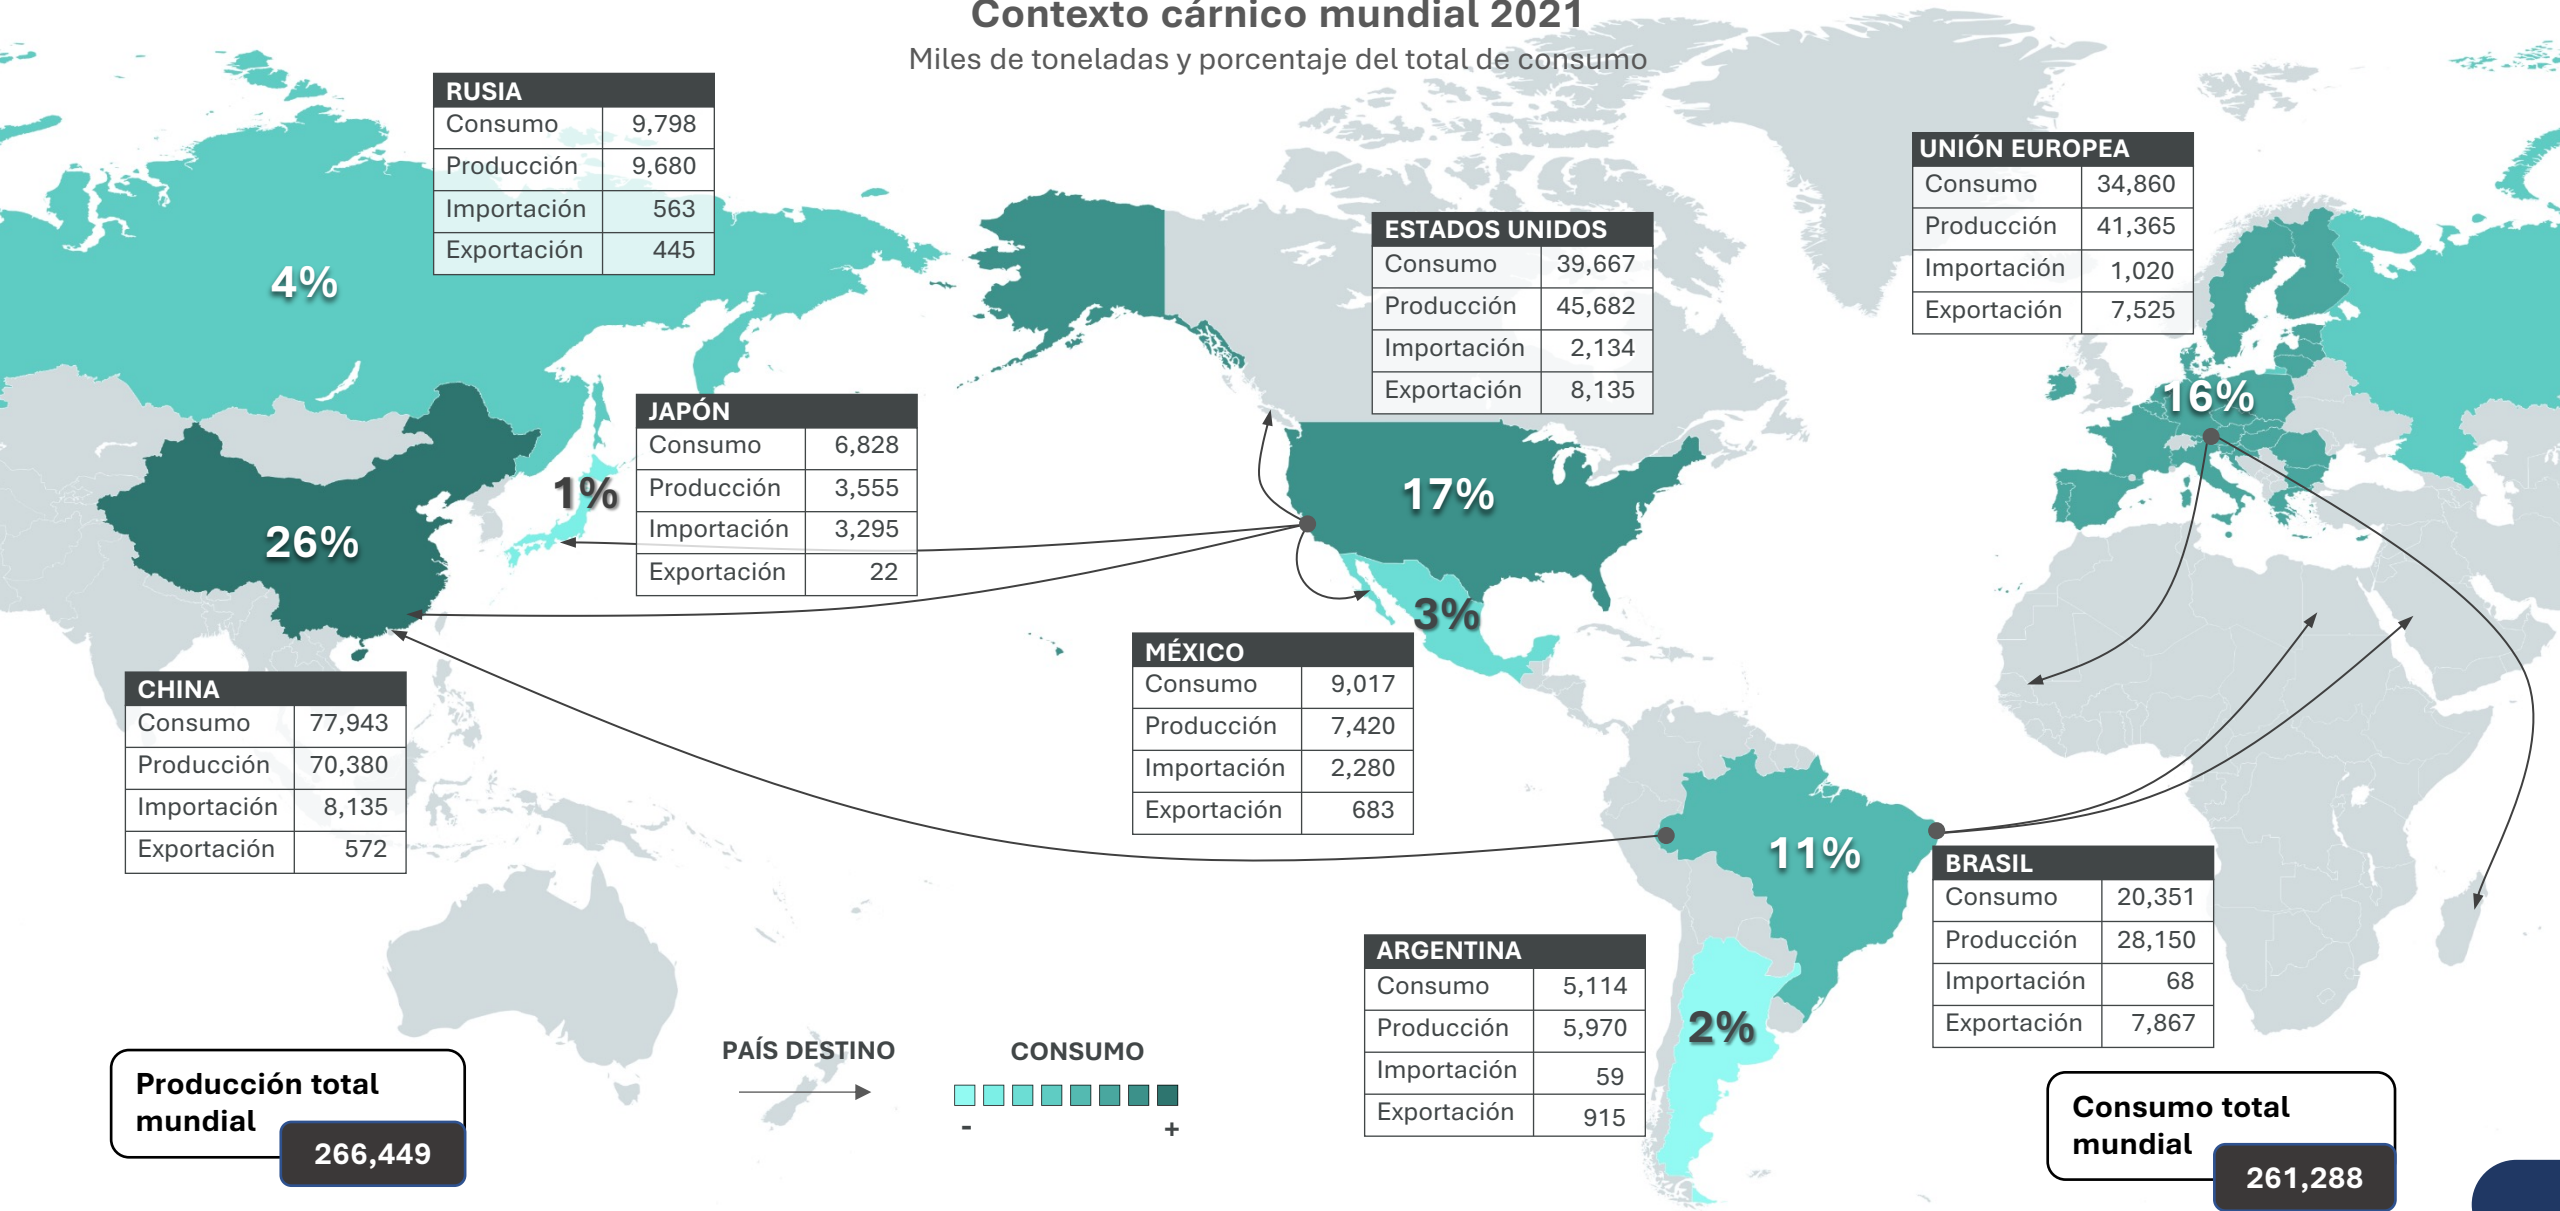 Contexto cárnico mundial 2021
Miles de toneladas y porcentaje del total de consumo
RUSIA
Consumo 9,798
Producción 9,680
Importación 563
Exportación 445
4%
UNIÓN EUROPEA
Consumo 34,860
Producción 41,365
Importación 1,020
Exportación 7,525
16%
ESTADOS UNIDOS
Consumo 39,667
Producción 45,682
Importación 2,134
Exportación 8,135
17%
JAPÓN
Consumo 6,828
Producción 3,555
Importación 3,295
Exportación 22
1%
26%
CHINA
Consumo 77,943
Producción 70,380
Importación 8,135
Exportación 572
3%
MÉXICO
Consumo 9,017
Producción 7,420
Importación 2,280
Exportación 683
11%
BRASIL
Consumo 20,351
Producción 28,150
Importación 68
Exportación 7,867
ARGENTINA
Consumo 5,114
Producción 5,970
Importación 59
Exportación 915
2%
Producción total
mundial
266,449
PAÍS DESTINO
CONSUMO
- +
Consumo total
mundial
261,288